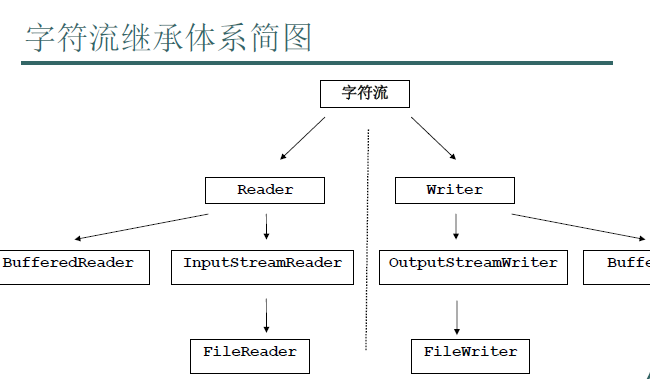 字符流继承体系简图
字符流
Reader
Writer
BufferedReader
InputStreamReader
OutputStreamWriter
Buffe
FileReader
FileWriter